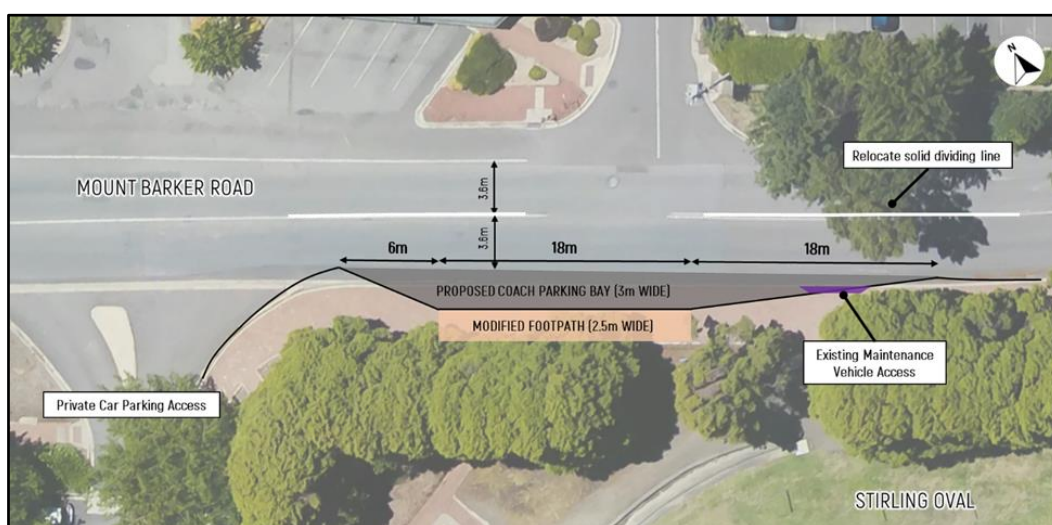 N
Relocate solid dividing line
MOUNT BARKER ROAD
3.6m
3.6m
6m
18m
18m
PROPOSED COACH PARKING BAY (3m WIDE)
MODIFIED FOOTPATH (2.5m WIDE)
Existing Maintenance
Vehicle Access
Private Car Parking Access
STIRLING OVAL